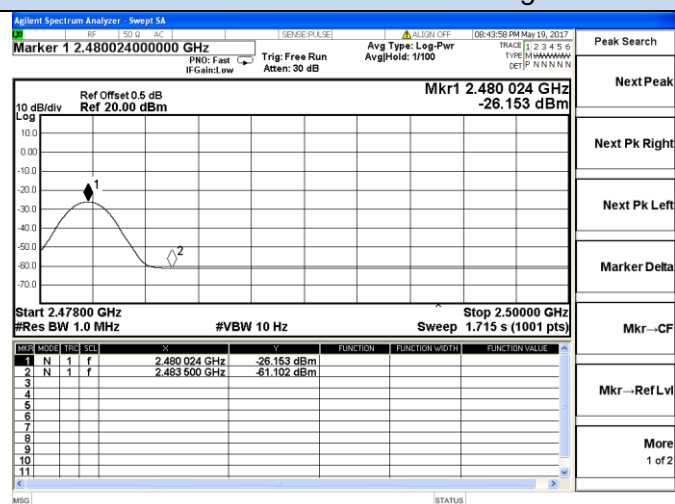 Agilent Spectrum Analyzer - Swept SA
RF 50 Ω AC SENSE:PULSE ALIGN OFF 08:43:58 PM May 19, 2017
Marker 1 2.480024000000 GHz
PNO: Fast
IFGain:Low
Trig: Free Run
Atten: 30 dB
Avg Type: Log-Pwr
Avg|Hold: 1/100
TRACE 1 2 3 4 5 6
TYPE MWWWWW
DET P NNNNN
Peak Search
Next Peak
Next Pk Right
Next Pk Left
Marker Delta
Mkr→CF
Mkr→Ref Lvl
More
1 of 2
Ref Offset 0.5 dB
10 dB/div Ref 20.00 dBm
Mkr1 2.480 024 GHz
-26.153 dBm
Log
10.0
0.00
-10.0
-20.0
-30.0
-40.0
-50.0
-60.0
-70.0
1
2
Start 2.47800 GHz Stop 2.50000 GHz
#Res BW 1.0 MHz #VBW 10 Hz Sweep 1.715 s (1001 pts)
MKR MODE TRC SCL X Y FUNCTION FUNCTION WIDTH FUNCTION VALUE
1 N 1 f 2.480 024 GHz -26.153 dBm
2 N 1 f 2.483 500 GHz -61.102 dBm
3
4
5
6
7
8
9
10
11
MSG STATUS